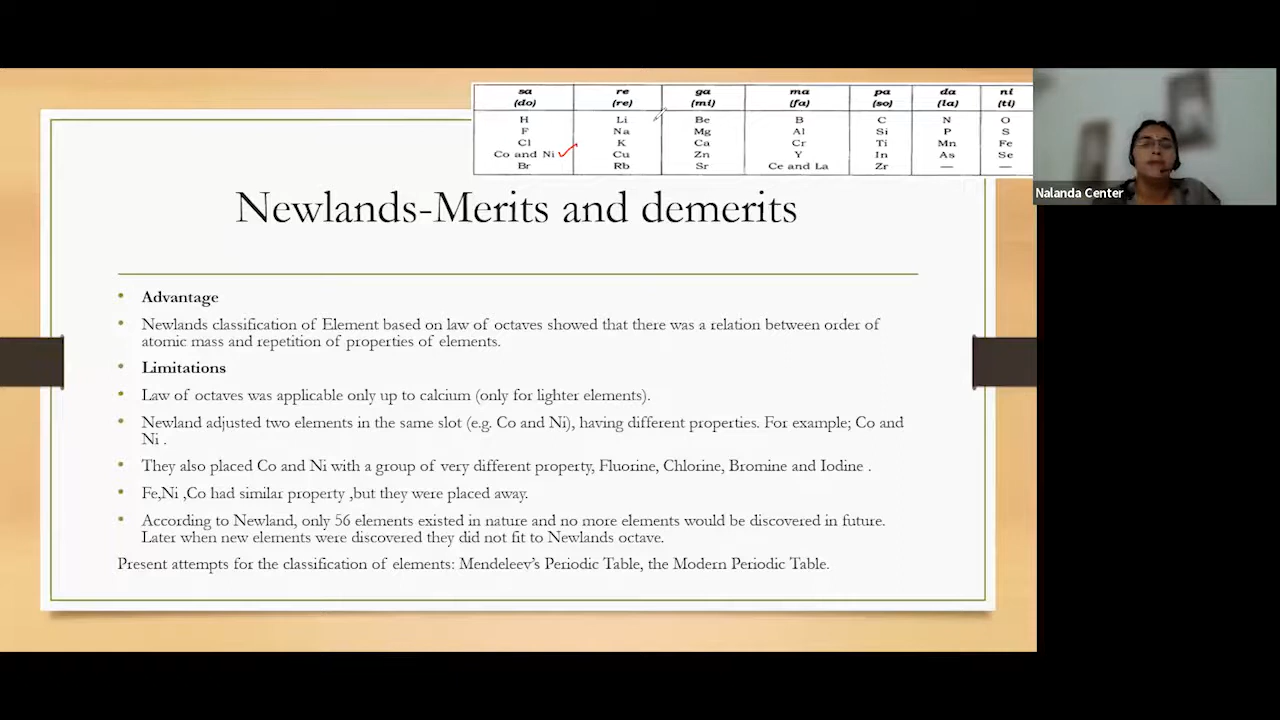 sa re ga ma pa da ni
(do) (re) (mi) (fa) (so) (la) (ti)
H Li Be B C N O
F Na Mg Al Si P S
Cl K Ca Cr Ti Mn Fe
Co and Ni Cu Zn Y In As Se
Br Rb Sr Ce and La Zr — —
Nalanda Center
Newlands-Merits and demerits
• Advantage
• Newlands classification of Element based on law of octaves showed that there was a relation between order of
atomic mass and repetition of properties of elements.
• Limitations
• Law of octaves was applicable only up to calcium (only for lighter elements).
• Newland adjusted two elements in the same slot (e.g. Co and Ni), having different properties. For example; Co and
Ni .
• They also placed Co and Ni with a group of very different property, Fluorine, Chlorine, Bromine and Iodine .
• Fe,Ni ,Co had similar property ,but they were placed away.
• According to Newland, only 56 elements existed in nature and no more elements would be discovered in future.
Later when new elements were discovered they did not fit to Newlands octave.
Present attempts for the classification of elements: Mendeleev's Periodic Table, the Modern Periodic Table.